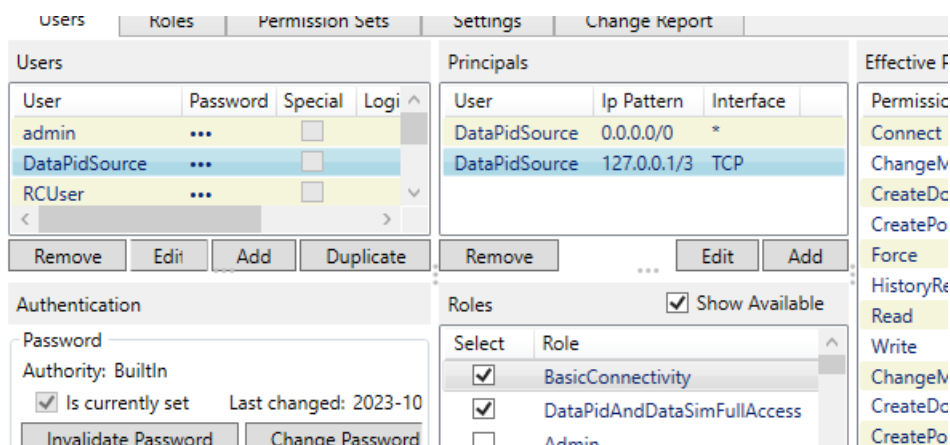 Users Roles Permission Sets Settings Change Report
Users Principals Effective P
User Password Special Logi User Ip Pattern Interface Permissio
admin ••• DataPidSource 0.0.0.0/0 * Connect
DataPidSource ••• DataPidSource 127.0.0.1/3 TCP ChangeM
RCUser ••• CreateDo
CreatePo
Remove Edit Add Duplicate Remove Edit Add Force
HistoryRe
Authentication Roles Show Available
Read
Password Select Role Write
Authority: BuiltIn BasicConnectivity ChangeM
Is currently set Last changed: 2023-10 DataPidAndDataSimFullAccess CreateDo
Invalidate Password Change Password Admin CreatePo